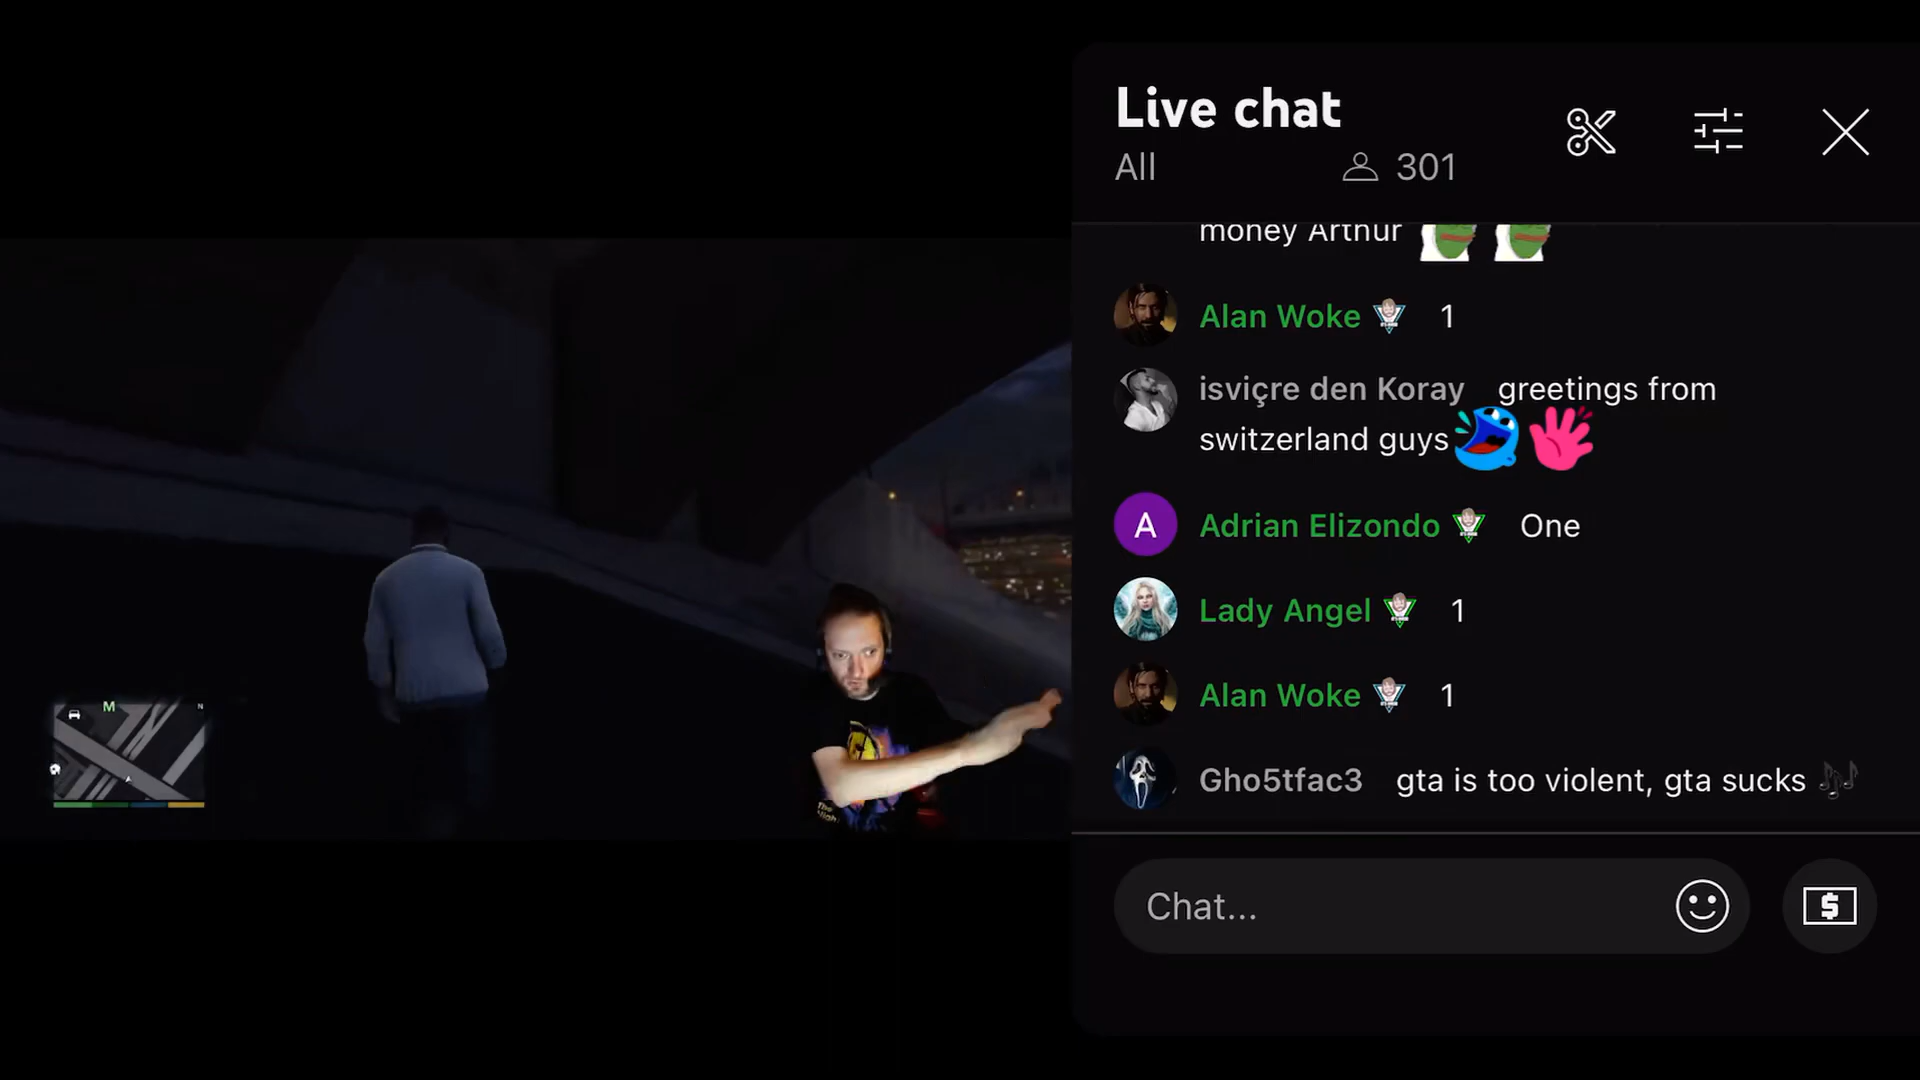 Live chat
All 301
money Arthur
Alan Woke 1
isviçre den Koray greetings from
switzerland guys
A Adrian Elizondo One
Lady Angel 1
Alan Woke 1
Gho5tfac3 gta is too violent, gta sucks
Chat...
$
M
N